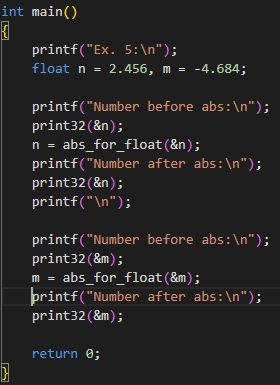 int main()
{
    printf("Ex. 5:\n");
    float n = 2.456, m = -4.684;

    printf("Number before abs:\n");
    print32(&n);
    n = abs_for_float(&n);
    printf("Number after abs:\n");
    print32(&n);
    printf("\n");

    printf("Number before abs:\n");
    print32(&m);
    m = abs_for_float(&m);
    printf("Number after abs:\n");
    print32(&m);

    return 0;
}